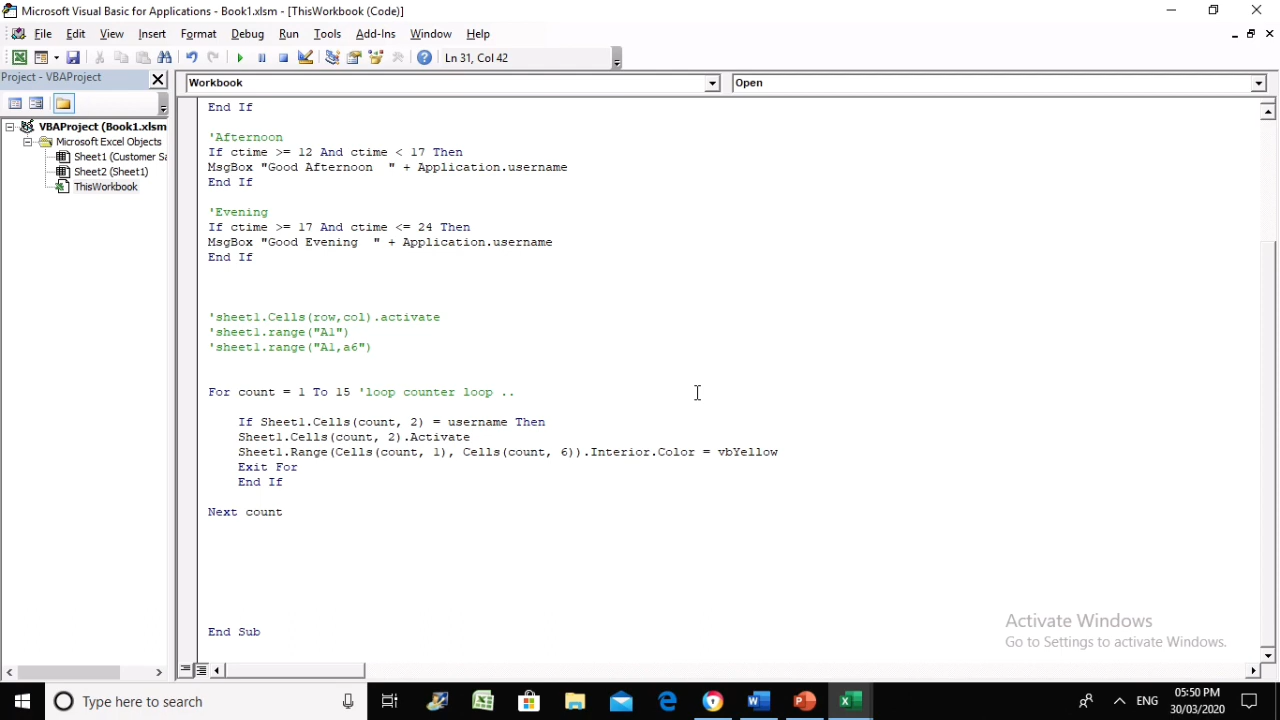 Microsoft Visual Basic for Applications - Book1.xlsm - [ThisWorkbook (Code)]
File Edit View Insert Format Debug Run Tools Add-Ins Window Help
Ln 31, Col 42
Project - VBAProject
Workbook
Open
VBAProject (Book1.xlsm
Microsoft Excel Objects
Sheet1 (Customer Sa
Sheet2 (Sheet1)
ThisWorkbook
End If
'Afternoon
If ctime >= 12 And ctime < 17 Then
MsgBox "Good Afternoon  " + Application.username
End If
'Evening
If ctime >= 17 And ctime <= 24 Then
MsgBox "Good Evening  " + Application.username
End If
'sheet1.Cells(row,col).activate
'sheet1.range("A1")
'sheet1.range("A1,a6")
For count = 1 To 15 'loop counter loop ..
If Sheet1.Cells(count, 2) = username Then
Sheet1.Cells(count, 2).Activate
Sheet1.Range(Cells(count, 1), Cells(count, 6)).Interior.Color = vbYellow
Exit For
End If
Next count
End Sub
Activate Windows
Go to Settings to activate Windows.
Type here to search
ENG
05:50 PM
30/03/2020